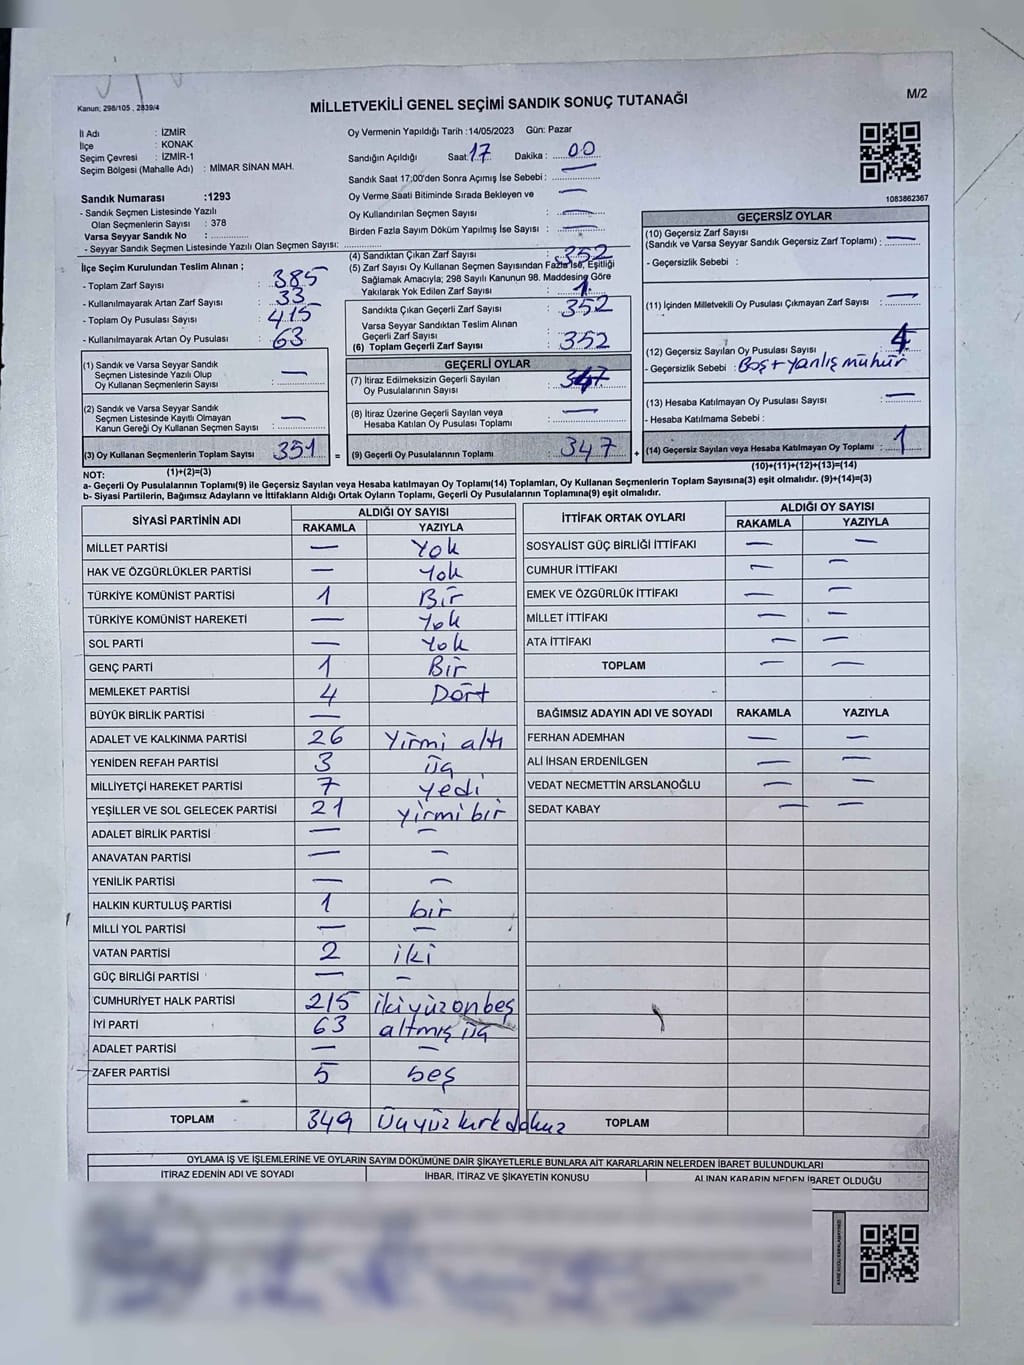 Kanun; 298/105 , 2839/4
MİLLETVEKİLİ GENEL SEÇİMİ SANDIK SONUÇ TUTANAĞI
M/2
İl Adı : İZMİR
İlçe : KONAK
Seçim Çevresi : İZMİR-1
Seçim Bölgesi (Mahalle Adı) : MİMAR SİNAN MAH.
Sandık Numarası :1293
- Sandık Seçmen Listesinde Yazılı
Olan Seçmenlerin Sayısı : 378
Varsa Seyyar Sandık No :
- Seyyar Sandık Seçmen Listesinde Yazılı Olan Seçmen Sayısı:
Oy Vermenin Yapıldığı Tarih :14/05/2023 Gün: Pazar
Sandığın Açıldığı Saat: 17 Dakika : 00
Sandık Saat 17:00'den Sonra Açımış İse Sebebi : —
Oy Verme Saati Bitiminde Sırada Bekleyen ve —
Oy Kullandırılan Seçmen Sayısı : —
Birden Fazla Sayım Döküm Yapılmış İse Sayısı : —
1083862367
İlçe Seçim Kurulundan Teslim Alınan ;
- Toplam Zarf Sayısı : 385
- Kullanılmayarak Artan Zarf Sayısı : 33
- Toplam Oy Pusulası Sayısı : 415
- Kullanılmayarak Artan Oy Pusulası : 63
(1) Sandık ve Varsa Seyyar Sandık
Seçmen Listesinde Yazılı Olup
Oy Kullanan Seçmenlerin Sayısı : —
(2) Sandık ve Varsa Seyyar Sandık
Seçmen Listesinde Kayıtlı Olmayan
Kanun Gereği Oy Kullanan Seçmen Sayısı : —
(3) Oy Kullanan Seçmenlerin Toplam Sayısı : 351
(1)+(2)=(3)
(4) Sandıktan Çıkan Zarf Sayısı : 352
(5) Zarf Sayısı Oy Kullanan Seçmen Sayısından Fazla İse, Eşitliği
Sağlamak Amacıyla; 298 Sayılı Kanunun 98. Maddesine Göre
Yakılarak Yok Edilen Zarf Sayısı : 1
Sandıkta Çıkan Geçerli Zarf Sayısı : 352
Varsa Seyyar Sandıktan Teslim Alınan
Geçerli Zarf Sayısı
(6) Toplam Geçerli Zarf Sayısı : 352
GEÇERLİ OYLAR
(7) İtiraz Edilmeksizin Geçerli Sayılan
Oy Pusulalarının Sayısı : 347
(8) İtiraz Üzerine Geçerli Sayılan veya
Hesaba Katılan Oy Pusulası Toplamı : —
= (9) Geçerli Oy Pusulalarının Toplamı : 347 +
GEÇERSİZ OYLAR
(10) Geçersiz Zarf Sayısı
(Sandık ve Varsa Seyyar Sandık Geçersiz Zarf Toplamı) : —
- Geçersizlik Sebebi :
(11) İçinden Milletvekili Oy Pusulası Çıkmayan Zarf Sayısı : —
(12) Geçersiz Sayılan Oy Pusulası Sayısı : 4
- Geçersizlik Sebebi : Boş + yanlış mühür
(13) Hesaba Katılmayan Oy Pusulası Sayısı : —
- Hesaba Katılmama Sebebi :
(14) Geçersiz Sayılan veya Hesaba Katılmayan Oy Toplamı : 1
(10)+(11)+(12)+(13)=(14)
NOT:
a- Geçerli Oy Pusulalarının Toplamı(9) ile Geçersiz Sayılan veya Hesaba katılmayan Oy Toplamı(14) Toplamları, Oy Kullanan Seçmenlerin Toplam Sayısına(3) eşit olmalıdır. (9)+(14)=(3)
b- Siyasi Partilerin, Bağımsız Adayların ve İttifakların Aldığı Ortak Oyların Toplamı, Geçerli Oy Pusulalarının Toplamına(9) eşit olmalıdır.
SİYASİ PARTİNİN ADI ALDIĞI OY SAYISI
RAKAMLA YAZIYLA
MİLLET PARTİSİ — Yok
HAK VE ÖZGÜRLÜKLER PARTİSİ — Yok
TÜRKİYE KOMÜNİST PARTİSİ 1 Bir
TÜRKİYE KOMÜNİST HAREKETİ — Yok
SOL PARTİ — Yok
GENÇ PARTİ 1 Bir
MEMLEKET PARTİSİ 4 Dört
BÜYÜK BİRLİK PARTİSİ —
ADALET VE KALKINMA PARTİSİ 26 Yirmi altı
YENİDEN REFAH PARTİSİ 3 üç
MİLLİYETÇİ HAREKET PARTİSİ 7 yedi
YEŞİLLER VE SOL GELECEK PARTİSİ 21 yirmi bir
ADALET BİRLİK PARTİSİ — —
ANAVATAN PARTİSİ — —
YENİLİK PARTİSİ — —
HALKIN KURTULUŞ PARTİSİ 1 bir
MİLLİ YOL PARTİSİ — —
VATAN PARTİSİ 2 iki
GÜÇ BİRLİĞİ PARTİSİ — —
CUMHURİYET HALK PARTİSİ 215 ikiyüzonbeş
İYİ PARTİ 63 altmış üç
ADALET PARTİSİ — —
ZAFER PARTİSİ 5 beş
TOPLAM 349 Üçyüz kırk dokuz
İTTİFAK ORTAK OYLARI ALDIĞI OY SAYISI
RAKAMLA YAZIYLA
SOSYALİST GÜÇ BİRLİĞİ İTTİFAKI — —
CUMHUR İTTİFAKI — —
EMEK VE ÖZGÜRLÜK İTTİFAKI — —
MİLLET İTTİFAKI — —
ATA İTTİFAKI — —
TOPLAM — —
BAĞIMSIZ ADAYIN ADI VE SOYADI RAKAMLA YAZIYLA
FERHAN ADEMHAN — —
ALİ İHSAN ERDENİLGEN — —
VEDAT NECMETTİN ARSLANOĞLU — —
SEDAT KABAY — —
TOPLAM
OYLAMA İŞ VE İŞLEMLERİNE VE OYLARIN SAYIM DÖKÜMÜNE DAİR ŞİKAYETLERLE BUNLARA AİT KARARLARIN NELERDEN İBARET BULUNDUKLARI
İTİRAZ EDENİN ADI VE SOYADI İHBAR, İTİRAZ VE ŞİKAYETİN KONUSU ALINAN KARARIN NEDEN İBARET OLDUĞU